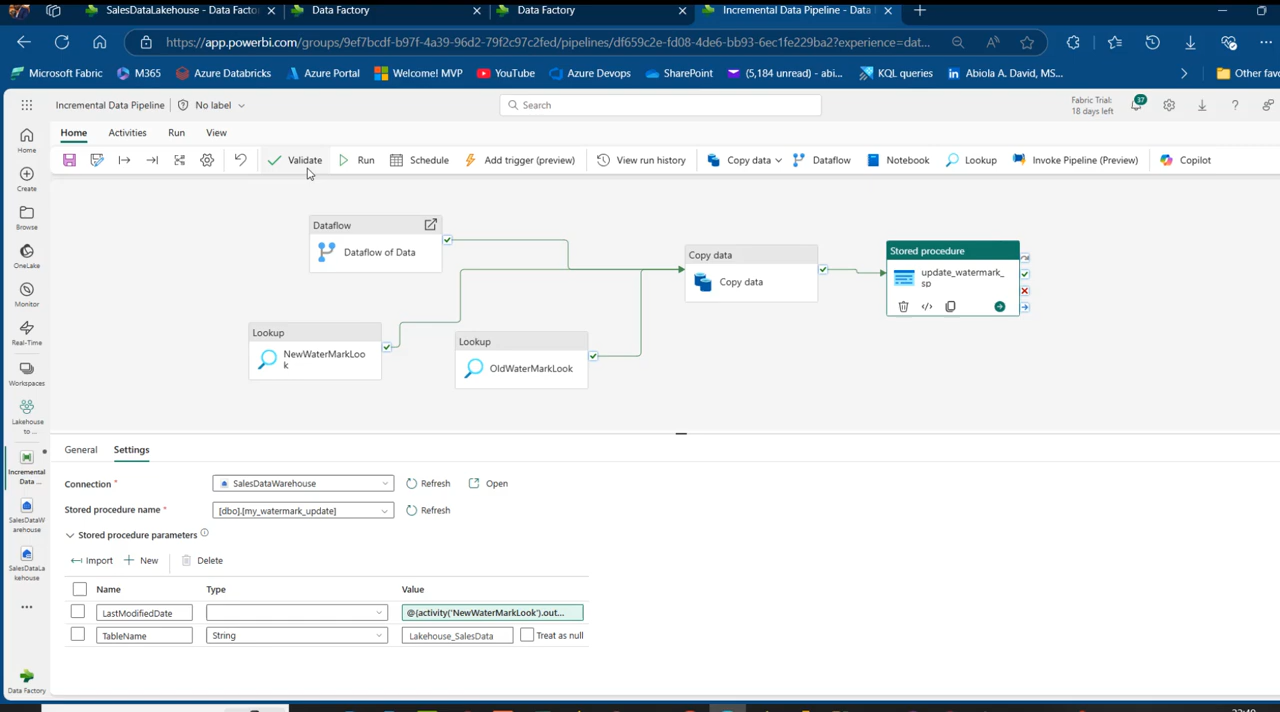 SalesDataLakehouse - Data Facto
Data Factory
Data Factory
Incremental Data Pipeline - Data
https://app.powerbi.com/groups/9ef7bcdf-b97f-4a39-96d2-79f2c97c2fed/pipelines/df659c2e-fd08-4de6-bb93-6ec1fe229ba2?experience=dat...
Microsoft Fabric
M365
Azure Databricks
Azure Portal
Welcome! MVP
YouTube
Azure Devops
SharePoint
(5,184 unread) - abi...
KQL queries
Abiola A. David, MS...
Other favo
Incremental Data Pipeline
No label
Search
Fabric Trial:
18 days left
37
Home Activities Run View
Validate
Run
Schedule
Add trigger (preview)
View run history
Copy data
Dataflow
Notebook
Lookup
Invoke Pipeline (Preview)
Copilot
Home
Create
Browse
OneLake
Monitor
Real-Time
Workspaces
Lakehouse
to ...
Incremental
Data ...
SalesDataW
arehouse
SalesDataLa
kehouse
Data Factory
Dataflow
Dataflow of Data
Lookup
NewWaterMarkLoo
k
Lookup
OldWaterMarkLook
Copy data
Copy data
Stored procedure
update_watermark_
sp
General Settings
Connection *
SalesDataWarehouse
Refresh
Open
Stored procedure name *
[dbo].[my_watermark_update]
Refresh
Stored procedure parameters
Import
New
Delete
Name Type Value
LastModifiedDate @{activity('NewWaterMarkLook').out...
TableName String Lakehouse_SalesData Treat as null